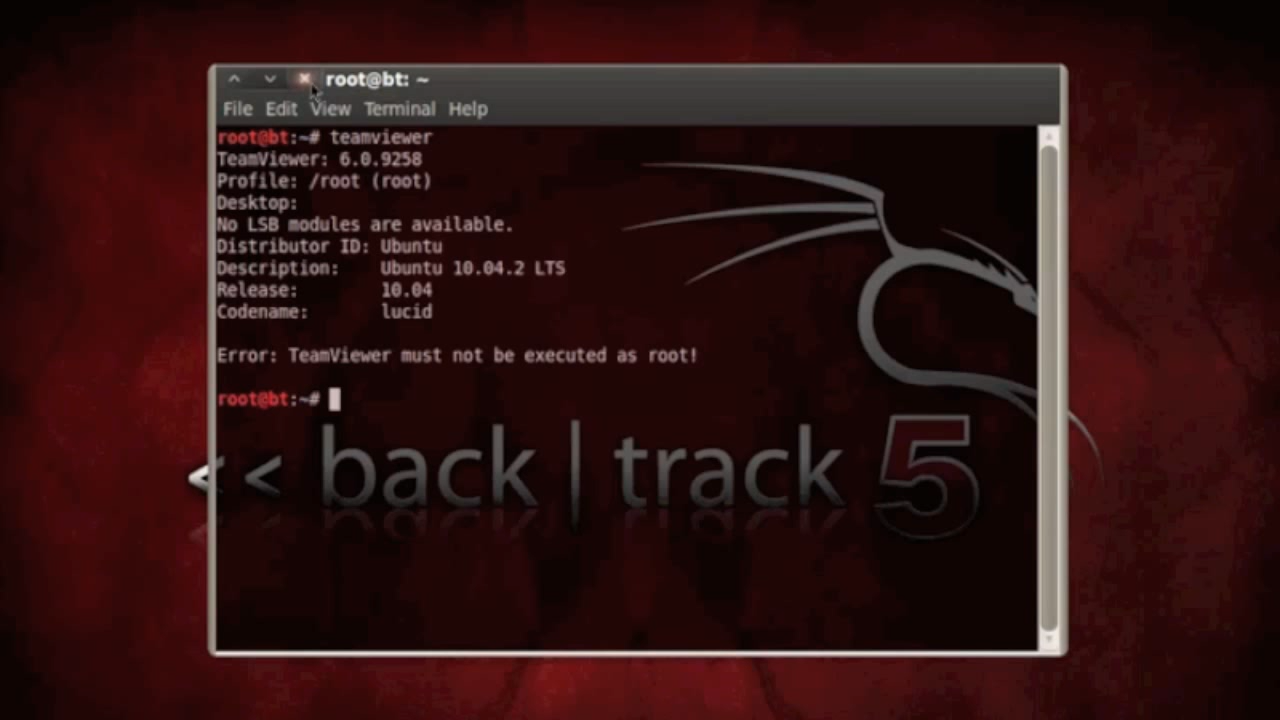 root@bt: ~
File Edit View Terminal Help
root@bt:~# teamviewer
TeamViewer: 6.0.9258
Profile: /root (root)
Desktop:
No LSB modules are available.
Distributor ID: Ubuntu
Description:    Ubuntu 10.04.2 LTS
Release:        10.04
Codename:       lucid
Error: TeamViewer must not be executed as root!
root@bt:~#
<< back | track 5